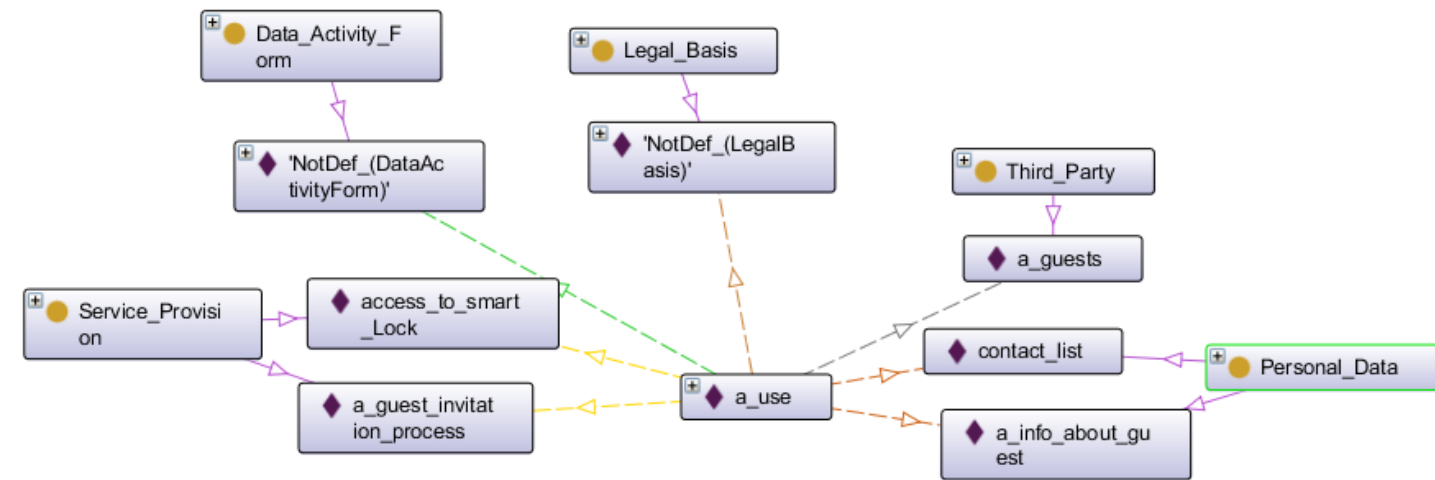 Data_Activity_F
orm
Legal_Basis
'NotDef_(DataAc
tivityForm)'
'NotDef_(LegalB
asis)'
Third_Party
a_guests
Service_Provisi
on
access_to_smart
_Lock
contact_list
Personal_Data
a_use
a_guest_invitat
ion_process
a_info_about_gu
est